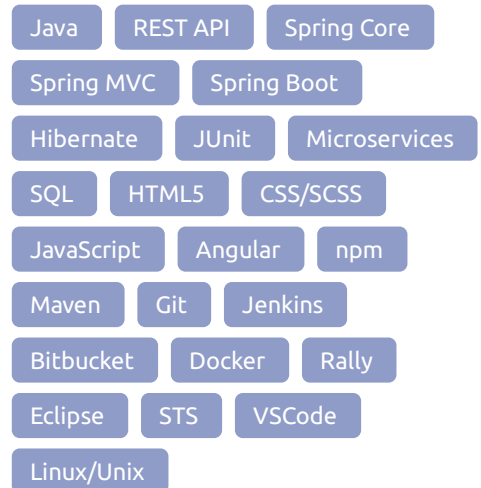 Java REST API Spring Core
Spring MVC Spring Boot
Hibernate JUnit Microservices
SQL HTML5 CSS/SCSS
JavaScript Angular npm
Maven Git Jenkins
Bitbucket Docker Rally
Eclipse STS VSCode
Linux/Unix